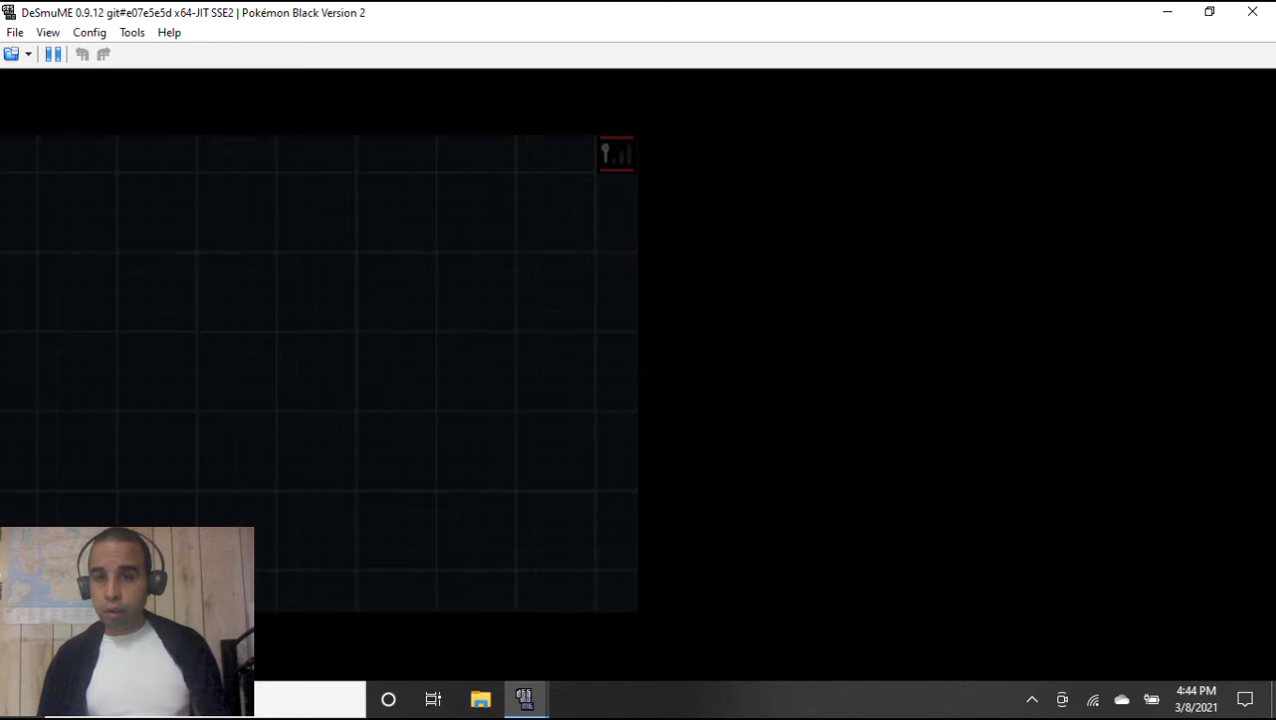 DeSmuME 0.9.12 git#e07e5e5d x64-JIT SSE2 | Pokémon Black Version 2
File View Config Tools Help
4:44 PM
3/8/2021